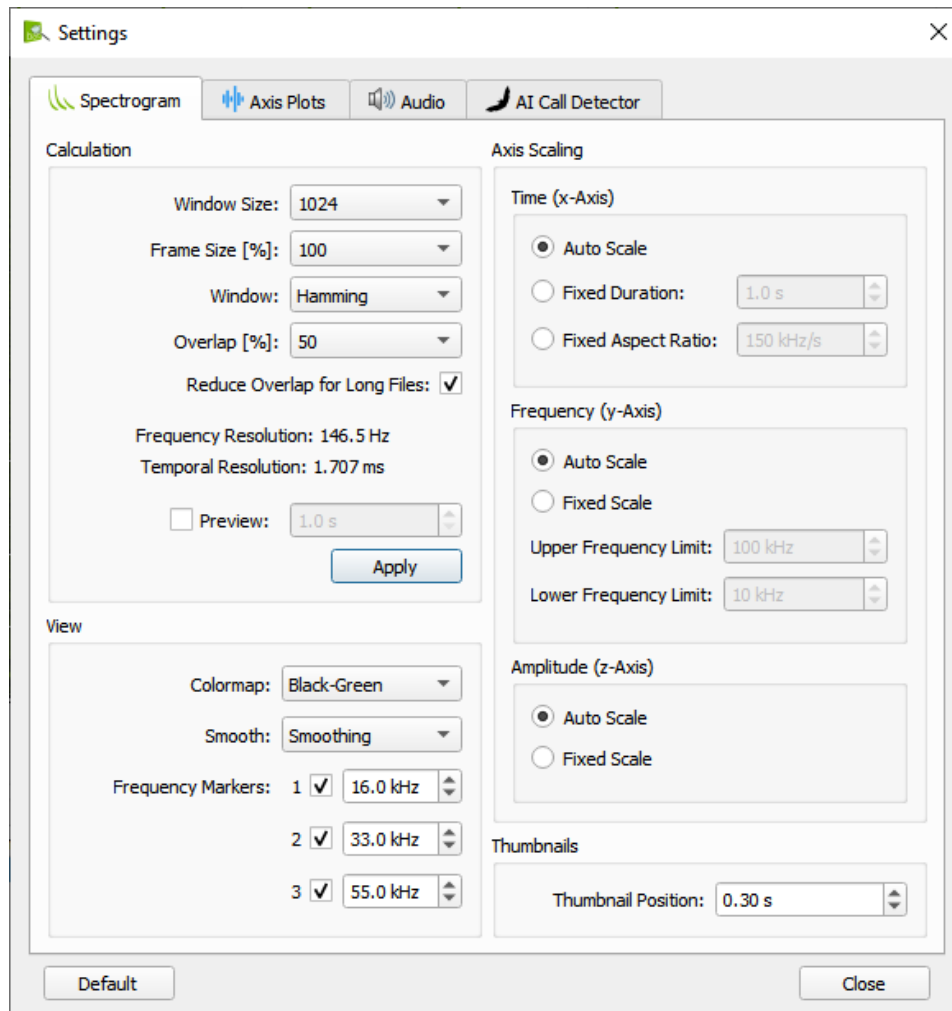 Settings
Spectrogram
Axis Plots
Audio
AI Call Detector
Calculation
Window Size: 1024
Frame Size [%]: 100
Window: Hamming
Overlap [%]: 50
Reduce Overlap for Long Files:
Frequency Resolution: 146.5 Hz
Temporal Resolution: 1.707 ms
Preview: 1.0 s
Apply
View
Colormap: Black-Green
Smooth: Smoothing
Frequency Markers: 1 16.0 kHz
2 33.0 kHz
3 55.0 kHz
Axis Scaling
Time (x-Axis)
Auto Scale
Fixed Duration: 1.0 s
Fixed Aspect Ratio: 150 kHz/s
Frequency (y-Axis)
Auto Scale
Fixed Scale
Upper Frequency Limit: 100 kHz
Lower Frequency Limit: 10 kHz
Amplitude (z-Axis)
Auto Scale
Fixed Scale
Thumbnails
Thumbnail Position: 0.30 s
Default
Close